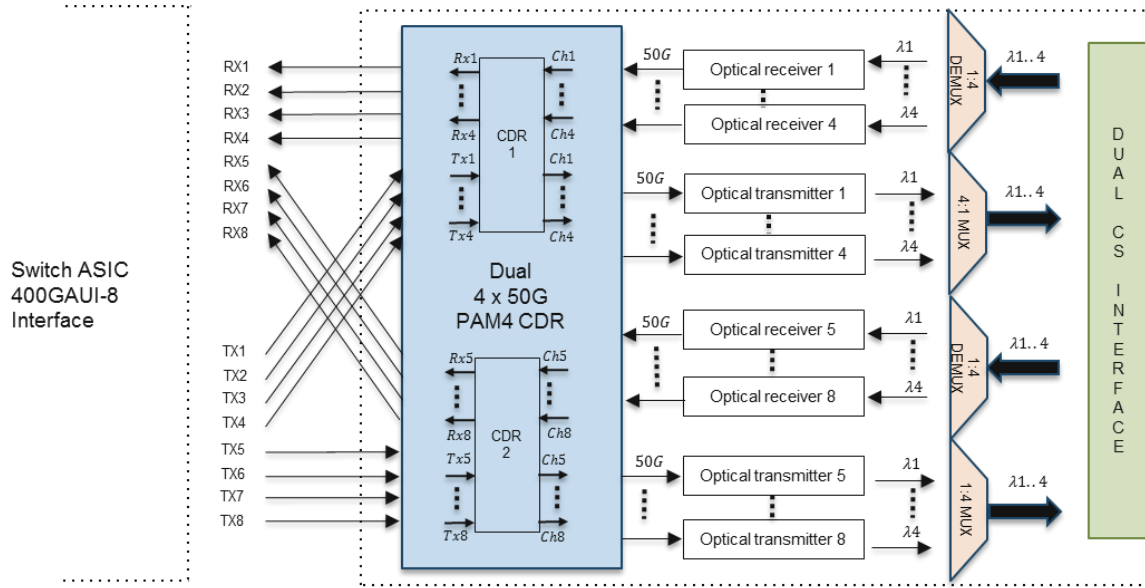 Switch ASIC
400GAUI-8
Interface
RX1
RX2
RX3
RX4
RX5
RX6
RX7
RX8
TX1
TX2
TX3
TX4
TX5
TX6
TX7
TX8
Rx1
Rx4
Tx1
Tx4
CDR
1
Ch1
Ch4
Ch1
Ch4
Dual
4 x 50G
PAM4 CDR
Rx5
Rx8
Tx5
Tx8
CDR
2
Ch5
Ch8
Ch5
Ch8
50G
Optical receiver 1
λ1
Optical receiver 4
λ4
1:4
DEMUX
λ1..4
50G
Optical transmitter 1
λ1
Optical transmitter 4
λ4
4:1 MUX
λ1..4
50G
Optical receiver 5
λ1
Optical receiver 8
λ4
1:4
DEMUX
λ1..4
50G
Optical transmitter 5
λ1
Optical transmitter 8
λ4
1:4 MUX
λ1..4
DUAL CS INTERFACE